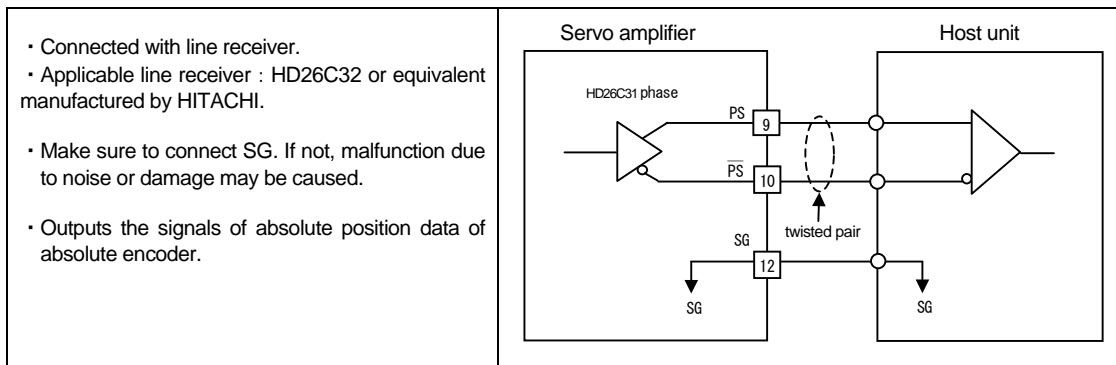 ・Connected with line receiver.
・Applicable line receiver : HD26C32 or equivalent
manufactured by HITACHI.
・Make sure to connect SG. If not, malfunction due
to noise or damage may be caused.
・Outputs the signals of absolute position data of
absolute encoder.
Servo amplifier
Host unit
HD26C31 phase
PS
9
P̅S̅
10
twisted pair
SG
12
SG
SG